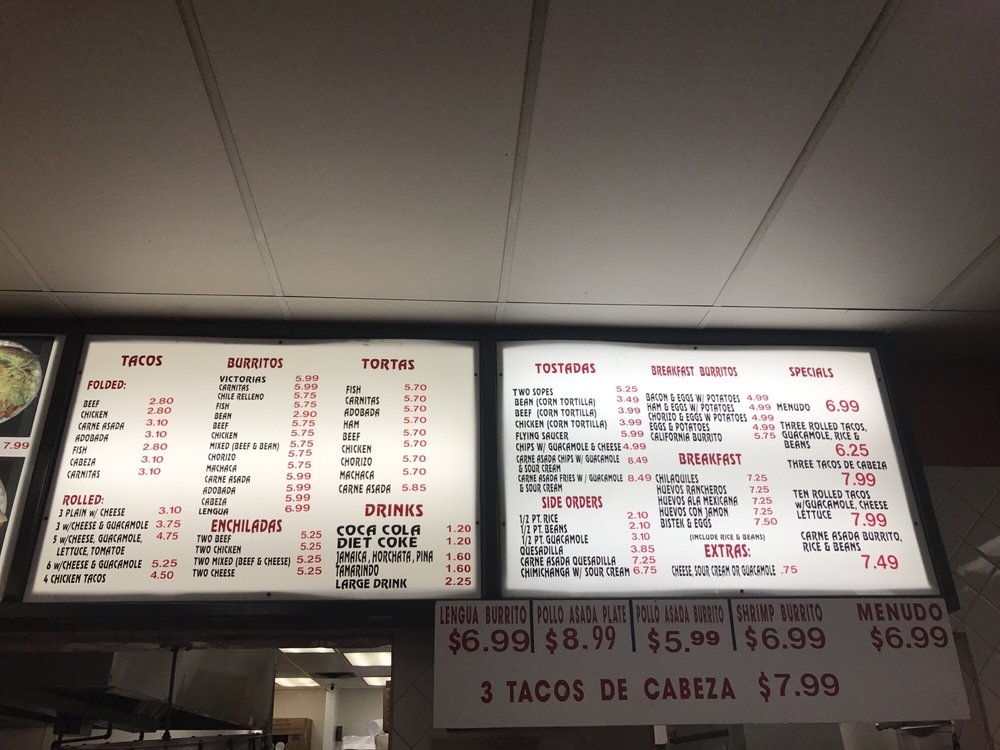 7.99
TACOS
FOLDED:
BEEF 2.80
CHICKEN 2.80
CARNE ASADA 3.10
ADOBADA 3.10
FISH 2.80
CABEZA 3.10
CARNITAS 3.10
ROLLED:
3 PLAIN W/ CHEESE 3.10
3 W/CHEESE & GUACAMOLE 3.75
5 W/CHEESE, GUACAMOLE, 4.75
LETTUCE, TOMATOE
6 W/CHEESE & GUACAMOLE 5.25
4 CHICKEN TACOS 4.50
BURRITOS
VICTORIAS 5.99
CARNITAS 5.99
CHILE RELLENO 5.75
FISH 5.75
BEAN 2.90
BEEF 5.75
CHICKEN 5.75
MIXED (BEEF & BEAN) 5.75
CHORIZO 5.75
MACHACA 5.75
CARNE ASADA 5.99
ADOBADA 5.99
CABEZA 5.99
LENGUA 6.99
ENCHILADAS
TWO BEEF 5.25
TWO CHICKEN 5.25
TWO MIXED (BEEF & CHEESE) 5.25
TWO CHEESE 5.25
TORTAS
FISH 5.70
CARNITAS 5.70
ADOBADA 5.70
HAM 5.70
BEEF 5.70
CHICKEN 5.70
CHORIZO 5.70
MACHACA 5.70
CARNE ASADA 5.85
DRINKS
COCA COLA 1.20
DIET COKE 1.20
JAMAICA, HORCHATA, PINA 1.60
TAMARINDO 1.60
LARGE DRINK 2.25
TOSTADAS
TWO SOPES 5.25
BEAN (CORN TORTILLA) 3.49
BEEF (CORN TORTILLA) 3.99
CHICKEN (CORN TORTILLA) 3.99
FLYING SAUCER 5.99
CHIPS W/ GUACAMOLE & CHEESE 4.99
CARNE ASADA CHIPS W/ GUACAMOLE 8.49
& SOUR CREAM
CARNE ASADA FRIES W/ GUACAMOLE 8.49
& SOUR CREAM
SIDE ORDERS
1/2 PT. RICE 2.10
1/2 PT. BEANS 2.10
1/2 PT. GUACAMOLE 3.10
QUESADILLA 3.85
CARNE ASADA QUESADILLA 7.25
CHIMICHANGA W/ SOUR CREAM 6.75
BREAKFAST BURRITOS
BACON & EGGS W/ POTATOES 4.99
HAM & EGGS W/ POTATOES 4.99
CHORIZO & EGGS W POTATOES 4.99
EGGS & POTATOES 4.99
CALIFORNIA BURRITO 5.75
BREAKFAST
CHILAQUILES 7.25
HUEVOS RANCHEROS 7.25
HUEVOS ALA MEXICANA 7.25
HUEVOS CON JAMON 7.25
BISTEK & EGGS 7.50
(INCLUDE RICE & BEANS)
EXTRAS:
CHEESE, SOUR CREAM OR GUACAMOLE .75
SPECIALS
MENUDO 6.99
THREE ROLLED TACOS,
GUACAMOLE, RICE &
BEANS 6.25
THREE TACOS DE CABEZA
7.99
TEN ROLLED TACOS
W/GUACAMOLE, CHEESE
LETTUCE 7.99
CARNE ASADA BURRITO,
RICE & BEANS
7.49
LENGUA BURRITO
$6.99
POLLO ASADA PLATE
$8.99
POLLO ASADA BURRITO
$5.99
SHRIMP BURRITO
$6.99
MENUDO
$6.99
3 TACOS DE CABEZA $7.99